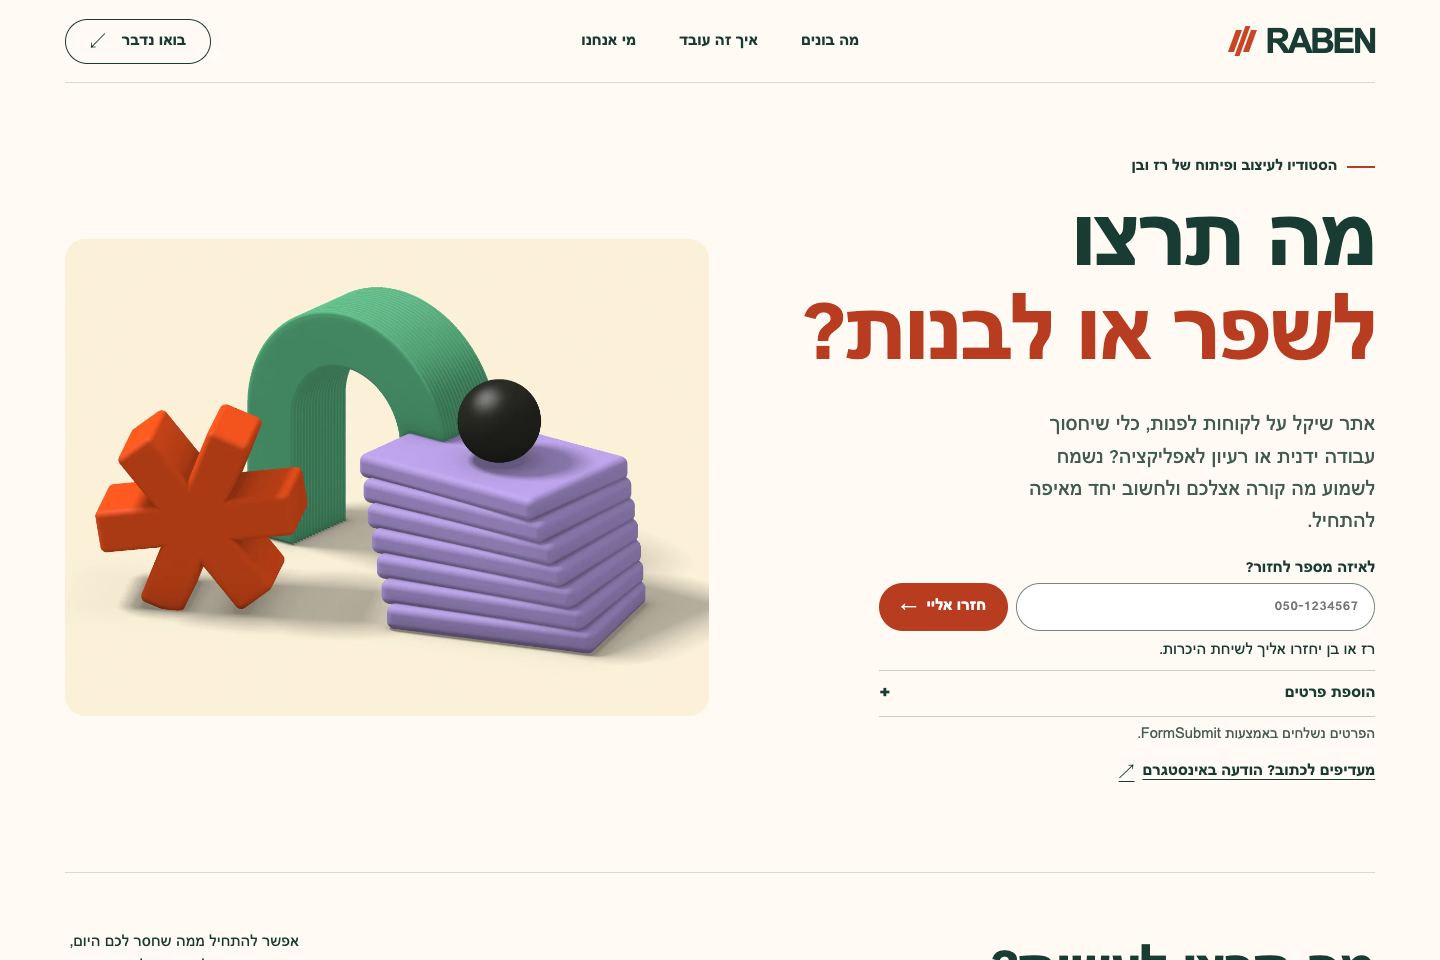 RABEN
מה בונים
איך זה עובד
מי אנחנו
בואו נדבר
הסטודיו לעיצוב ופיתוח של רז ובן
מה תרצו
לשפר או לבנות?
אתר שיקל על לקוחות לפנות, כלי שיחסוך
עבודה ידנית או רעיון לאפליקציה? נשמח
לשמוע מה קורה אצלכם ולחשוב יחד מאיפה
להתחיל.
לאיזה מספר לחזור?
050-1234567
חזרו אליי ←
רז או בן יחזרו אליך לשיחת היכרות.
הוספת פרטים +
הפרטים נשלחים באמצעות FormSubmit.
מעדיפים לכתוב? הודעה באינסטגרם
אפשר להתחיל ממה שחסר לכם היום,